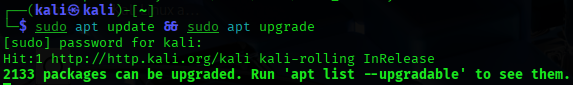 ┌──(kali㉿kali)-[~]
└─$ sudo apt update && sudo apt upgrade
[sudo] password for kali:
Hit:1 http://http.kali.org/kali kali-rolling InRelease
2133 packages can be upgraded. Run 'apt list --upgradable' to see them.